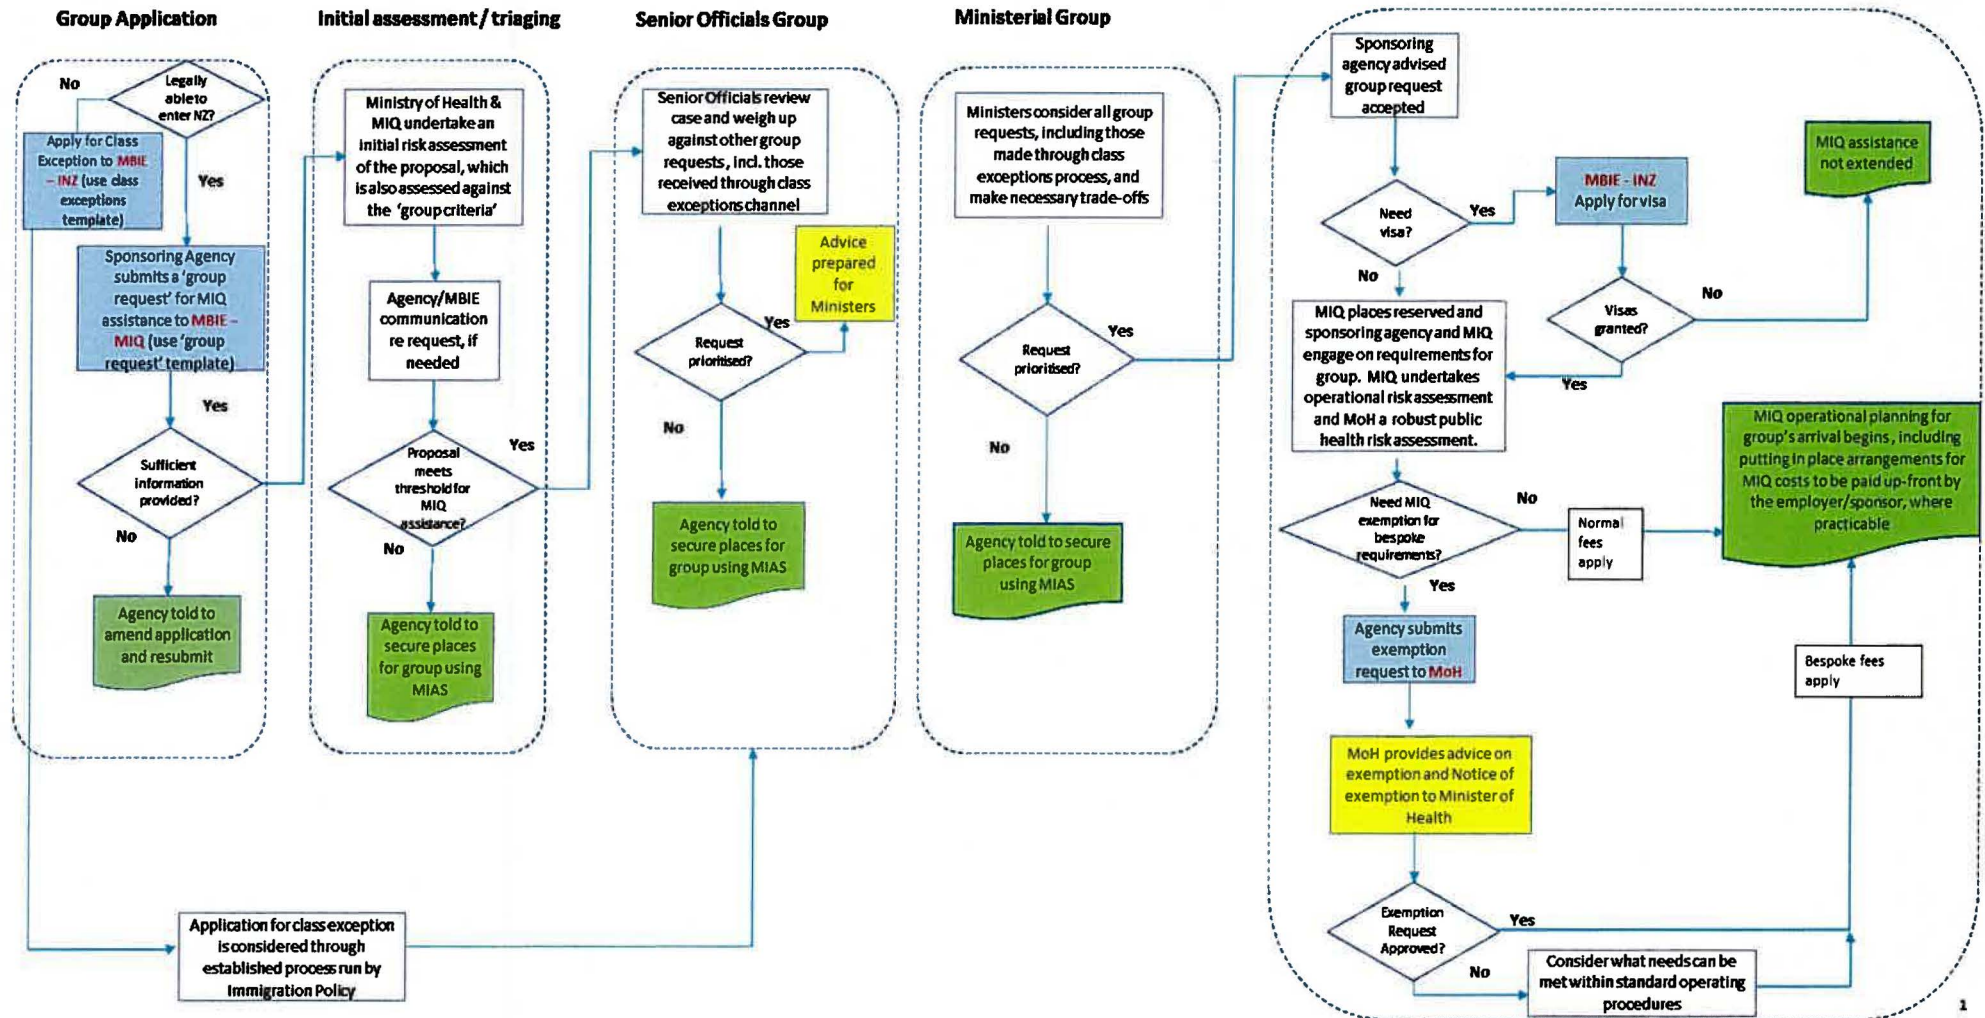 Group Application
No
Legally
able to
enter NZ?
Apply for Class
Exception to MBIE
– INZ (use class
exceptions
template)
Yes
Sponsoring Agency
submits a 'group
request' for MIQ
assistance to MBIE –
MIQ (use 'group
request' template)
Yes
Sufficient
information
provided?
No
Agency told to
amend application
and resubmit
Initial assessment / triaging
Ministry of Health &
MIQ undertake an
initial risk assessment
of the proposal, which
is also assessed against
the 'group criteria'
Agency/MBIE
communication
re request, if
needed
Yes
Proposal
meets
threshold for
MIQ
assistance?
No
Agency told to
secure places
for group using
MIAS
Senior Officials Group
Senior Officials review
case and weigh up
against other group
requests, incl. those
received through class
exceptions channel
Advice
prepared
for
Ministers
Yes
Request
prioritised?
No
Agency told to
secure places for
group using MIAS
Ministerial Group
Ministers consider all group
requests, including those
made through class
exceptions process, and
make necessary trade-offs
Yes
Request
prioritised?
No
Agency told to secure
places for group
using MIAS
Sponsoring
agency advised
group request
accepted
MIQ assistance
not extended
MBIE - INZ
Apply for visa
Need
visa?
Yes
No
Visas
granted?
No
Yes
MIQ places reserved and
sponsoring agency and MIQ
engage on requirements for
group. MIQ undertakes
operational risk assessment
and MoH a robust public
health risk assessment.
MIQ operational planning for
group's arrival begins, including
putting in place arrangements for
MIQ costs to be paid up-front by
the employer/sponsor, where
practicable
Need MIQ
exemption for
bespoke
requirements?
No
Normal
fees
apply
Yes
Agency submits
exemption
request to MoH
Bespoke fees
apply
MoH provides advice on
exemption and Notice of
exemption to Minister of
Health
Exemption
Request
Approved?
Yes
No
Consider what needs can be
met within standard operating
procedures
Application for class exception
is considered through
established process run by
Immigration Policy
1